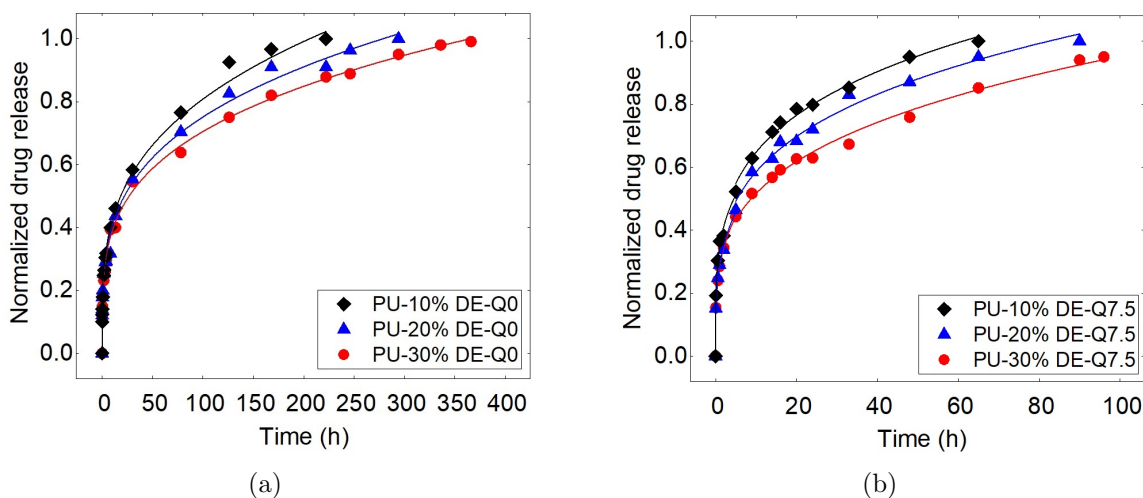 Normalized drug release
1.0
0.8
0.6
0.4
0.2
0.0
PU-10% DE-Q0
PU-20% DE-Q0
PU-30% DE-Q0
0 50 100 150 200 250 300 350 400
Time (h)
(a)
Normalized drug release
1.0
0.8
0.6
0.4
0.2
0.0
PU-10% DE-Q7.5
PU-20% DE-Q7.5
PU-30% DE-Q7.5
0 20 40 60 80 100
Time (h)
(b)